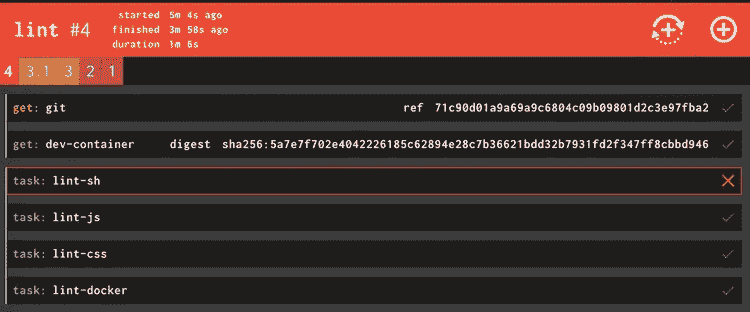 lint #4
started 5m 4s ago
finished 3m 58s ago
duration 1m 6s
4 3.1 3 2 1
get: git ref 71c90d01a9a69a9c6804c09b09801d2c3e97fba2
get: dev-container digest sha256:5a7e7f702e4042226185c62894e28c7b36621bdd32b7931fd2f347ff8cbbd946
task: lint-sh
task: lint-js
task: lint-css
task: lint-docker